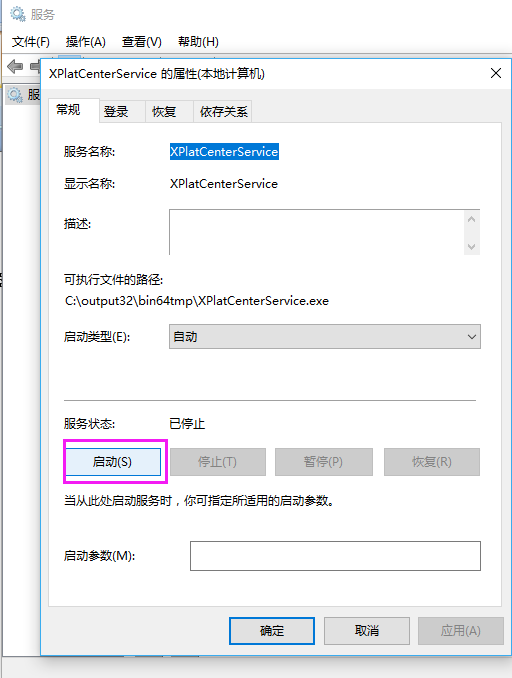 服务
文件(F) 操作(A) 查看(V) 帮助(H)
服
XPlatCenterService 的属性(本地计算机)
常规 登录 恢复 依存关系
服务名称: XPlatCenterService
显示名称: XPlatCenterService
描述:
可执行文件的路径:
C:\output32\bin64tmp\XPlatCenterService.exe
启动类型(E): 自动
服务状态: 已停止
启动(S) 停止(T) 暂停(P) 恢复(R)
当从此处启动服务时，你可指定所适用的启动参数。
启动参数(M):
确定 取消 应用(A)